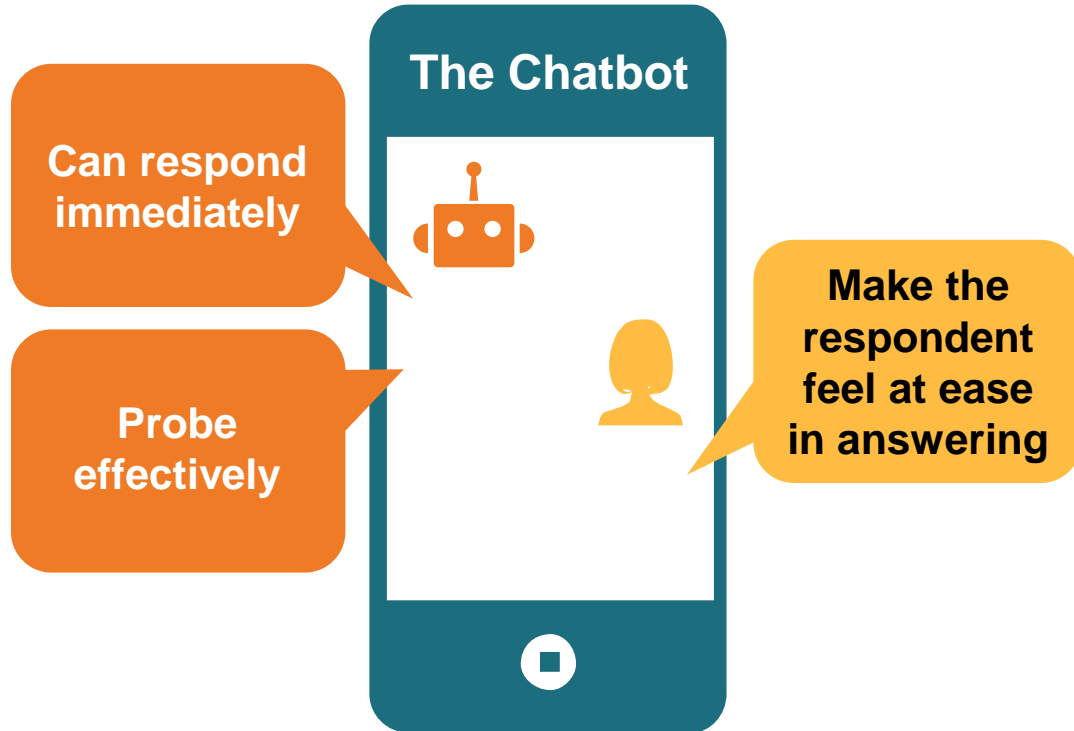 The Chatbot
Can respond
immediately
Probe
effectively
Make the
respondent
feel at ease
in answering